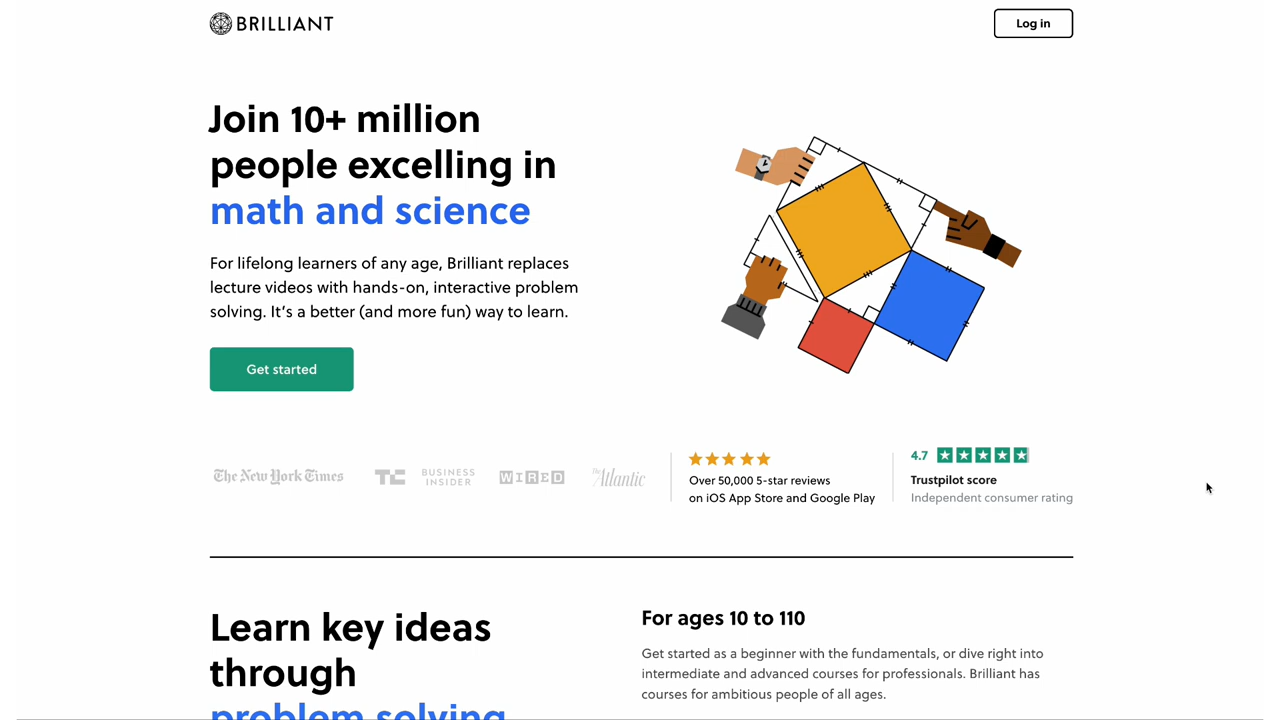 BRILLIANT
Log in
Join 10+ million
people excelling in
math and science
For lifelong learners of any age, Brilliant replaces
lecture videos with hands-on, interactive problem
solving. It's a better (and more fun) way to learn.
Get started
The New York Times
TC
BUSINESS
INSIDER
WIRED
The Atlantic
Over 50,000 5-star reviews
on iOS App Store and Google Play
4.7
Trustpilot score
Independent consumer rating
Learn key ideas
through
problem solving
For ages 10 to 110
Get started as a beginner with the fundamentals, or dive right into
intermediate and advanced courses for professionals. Brilliant has
courses for ambitious people of all ages.